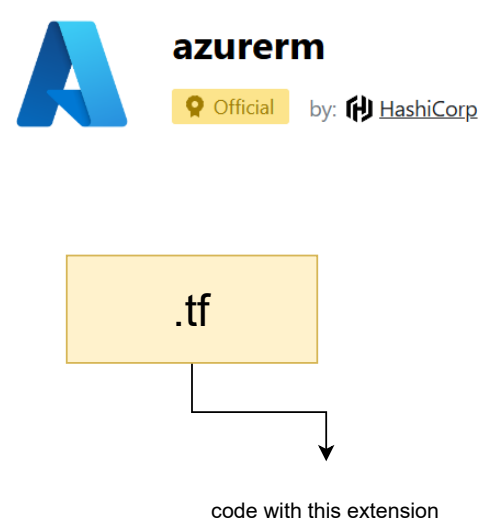 azurerm
Official by: HashiCorp
.tf
code with this extension